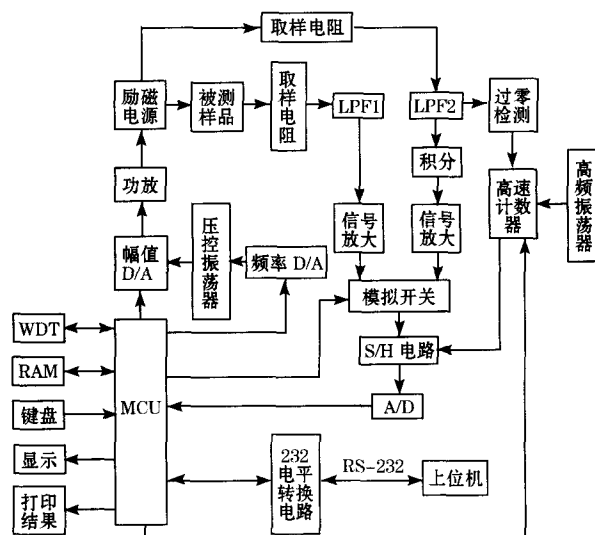 取样电阻
励磁
电源
被测
样品
取
样
电
阻
LPF1
LPF2
过零
检测
积分
功放
高速
计数
器
高
频
振
荡
器
压
控
振
荡
器
信号
放大
信号
放大
幅值
D/A
频率 D/A
模拟开关
WDT
S/H 电路
RAM
MCU
A/D
键盘
显示
232
电平
转换
电路
RS-232
上位机
打印
结果